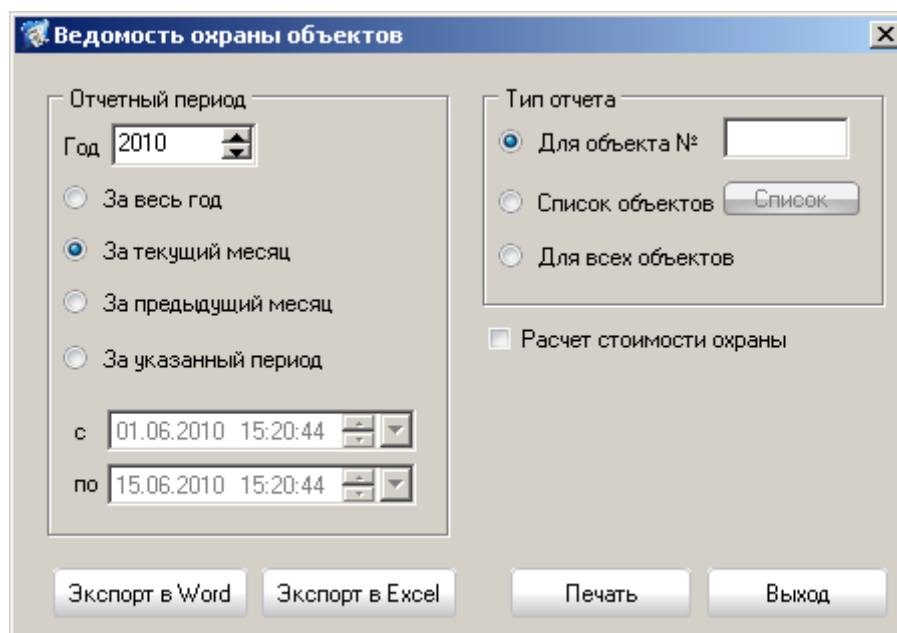 Ведомость охраны объектов
Отчетный период
Год 2010
За весь год
За текущий месяц
За предыдущий месяц
За указанный период
с 01.06.2010 15:20:44
по 15.06.2010 15:20:44
Тип отчета
Для объекта №
Список объектов Список
Для всех объектов
Расчет стоимости охраны
Экспорт в Word Экспорт в Excel Печать Выход